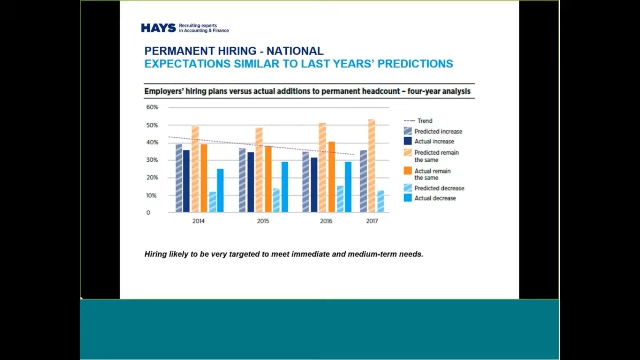 HAYS Recruiting experts
in Accounting & Finance
PERMANENT HIRING - NATIONAL
EXPECTATIONS SIMILAR TO LAST YEARS' PREDICTIONS
Employers' hiring plans versus actual additions to permanent headcount – four-year analysis
60%
50%
40%
30%
20%
10%
0
2014
2015
2016
2017
Trend
Predicted increase
Actual increase
Predicted remain
the same
Actual remain
the same
Predicted decrease
Actual decrease
Hiring likely to be very targeted to meet immediate and medium-term needs.